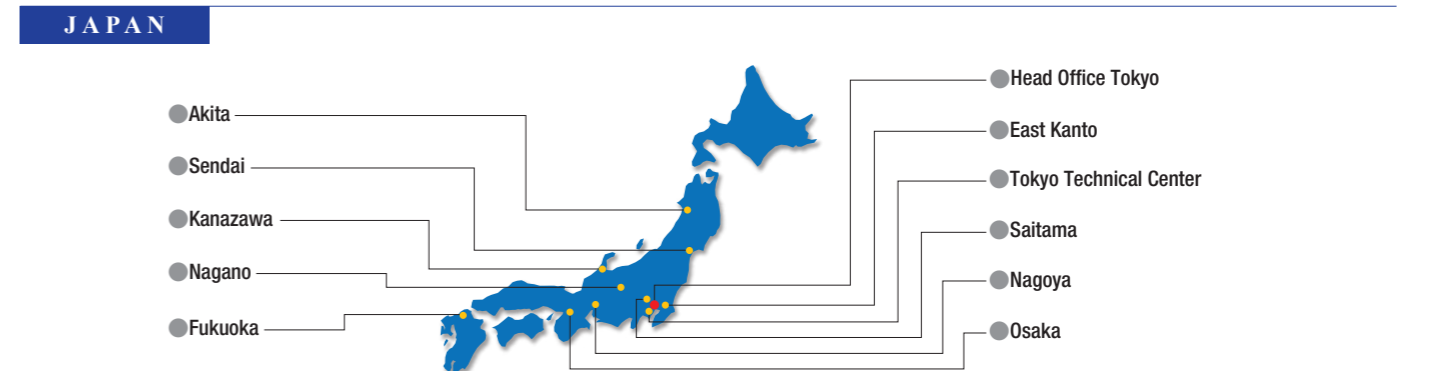 JAPAN
Akita
Sendai
Kanazawa
Nagano
Fukuoka
Head Office Tokyo
East Kanto
Tokyo Technical Center
Saitama
Nagoya
Osaka